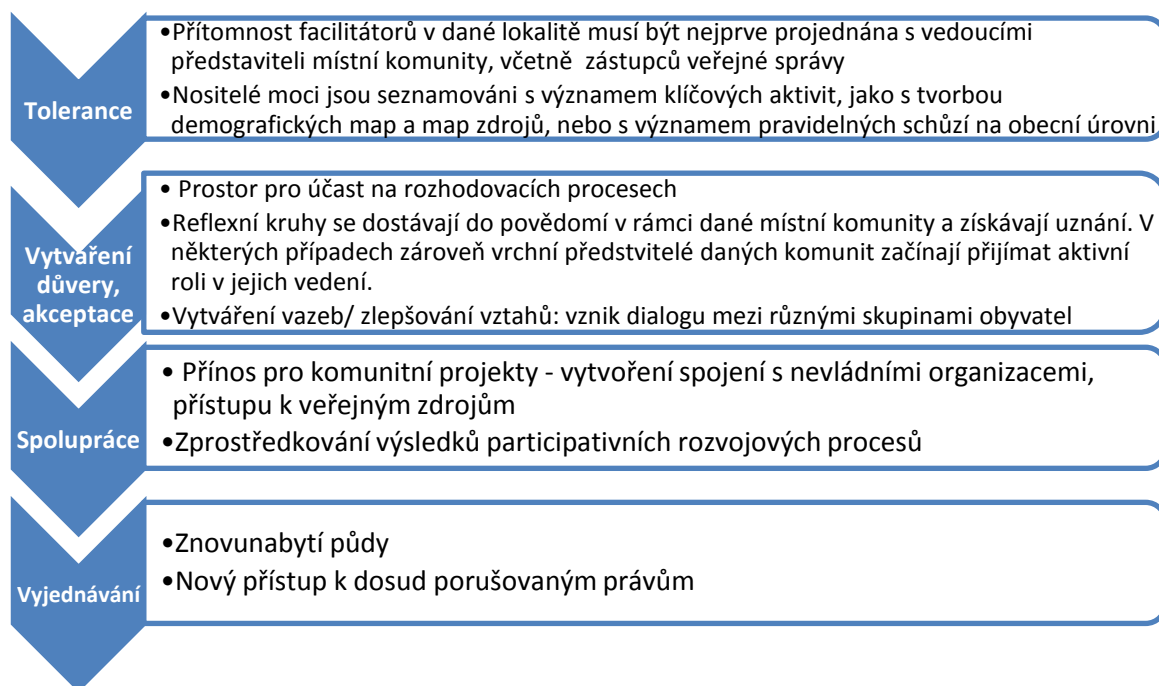 Tolerance
•Přítomnost facilitátorů v dané lokalitě musí být nejprve projednána s vedoucími
představiteli místní komunity, včetně zástupců veřejné správy
•Nositelé moci jsou seznamováni s významem klíčových aktivit, jako s tvorbou
demografických map a map zdrojů, nebo s významem pravidelných schůzí na obecní úrovni
Vytváření
důvery,
akceptace
• Prostor pro účast na rozhodovacích procesech
•Reflexní kruhy se dostávají do povědomí v rámci dané místní komunity a získávají uznání. V
některých případech zároveň vrchní předstvitelé daných komunit začínají přijímat aktivní
roli v jejich vedení.
•Vytváření vazeb/ zlepšování vztahů: vznik dialogu mezi různými skupinami obyvatel
Spolupráce
• Přínos pro komunitní projekty - vytvoření spojení s nevládními organizacemi,
přístupu k veřejným zdrojům
•Zprostředkování výsledků participativních rozvojových procesů
Vyjednávání
•Znovunabytí půdy
•Nový přístup k dosud porušovaným právům